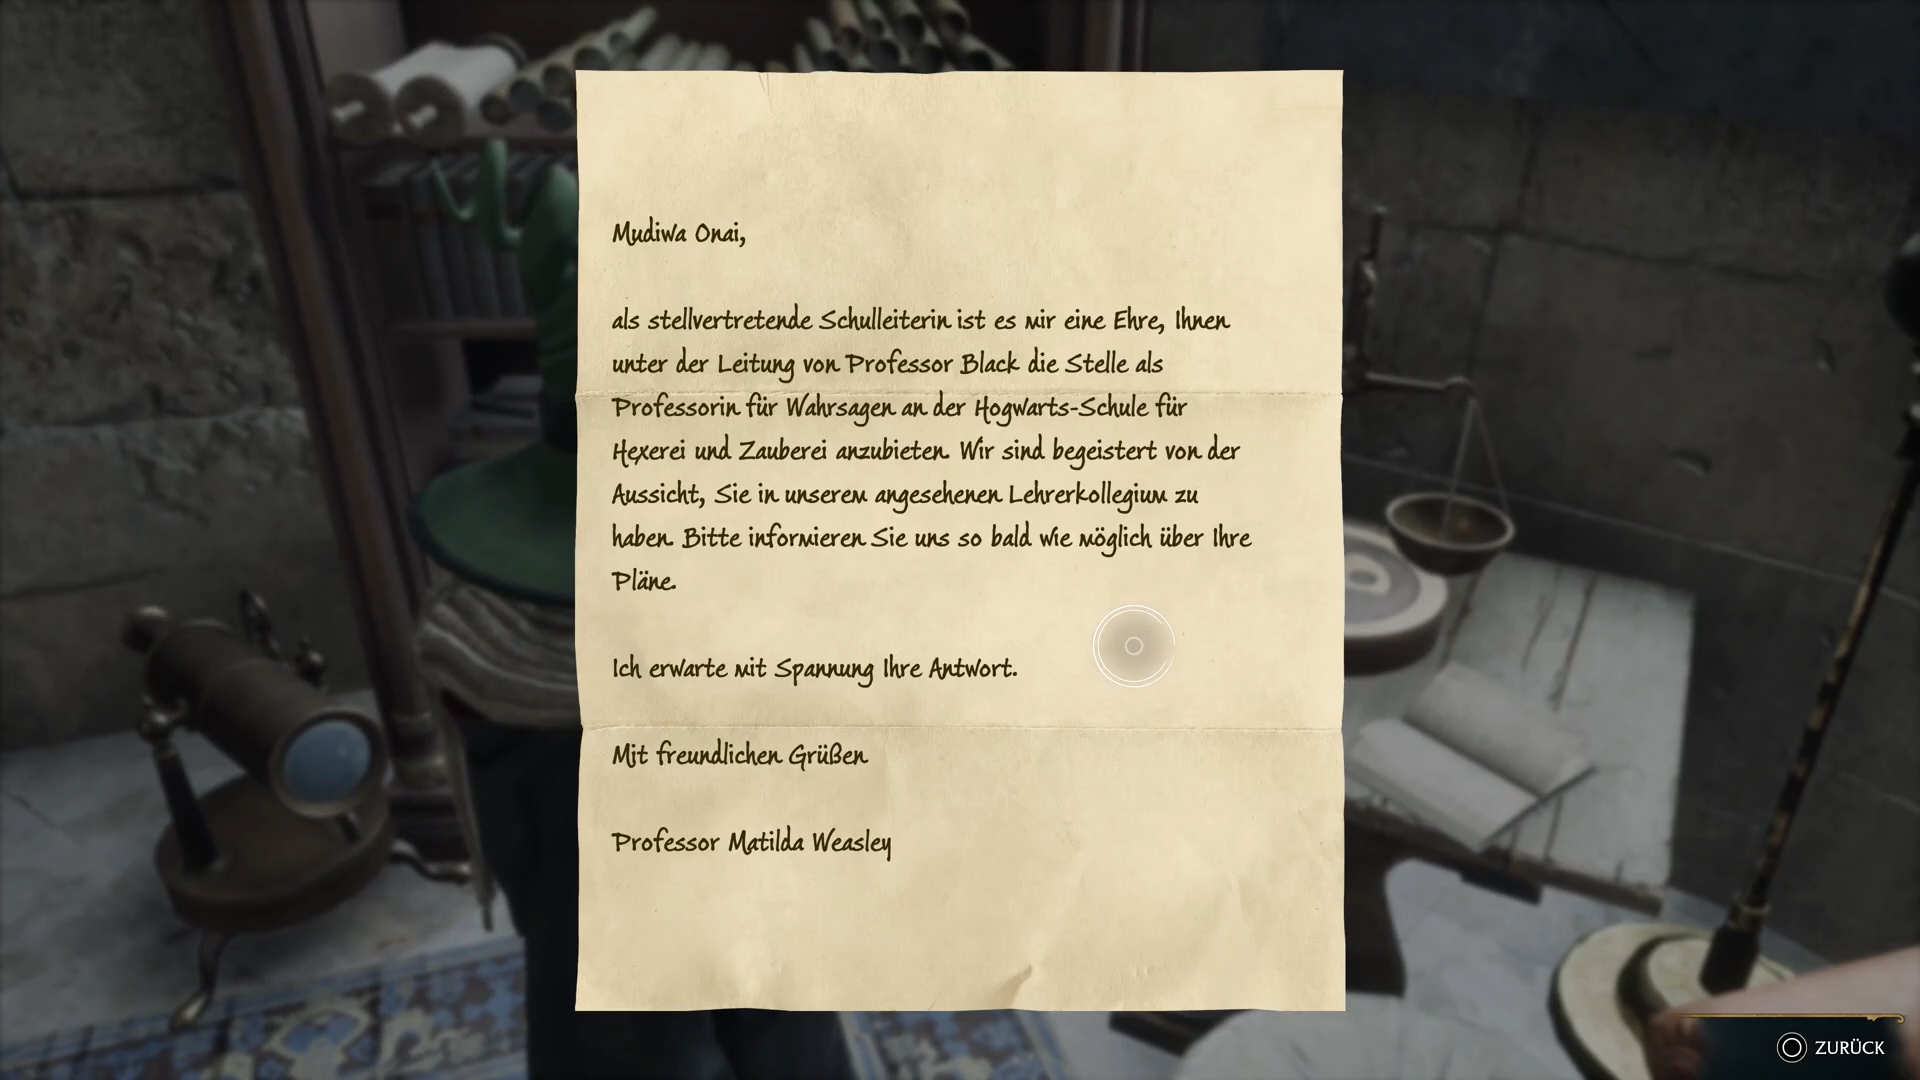 Mudiwa Onai,
als stellvertretende Schulleiterin ist es mir eine Ehre, Ihnen
unter der Leitung von Professor Black die Stelle als
Professorin für Wahrsagen an der Hogwarts-Schule für
Hexerei und Zauberei anzubieten. Wir sind begeistert von der
Aussicht, Sie in unserem angesehenen Lehrerkollegium zu
haben. Bitte informieren Sie uns so bald wie möglich über Ihre
Pläne.
Ich erwarte mit Spannung Ihre Antwort.
Mit freundlichen Grüßen
Professor Matilda Weasley
ZURÜCK